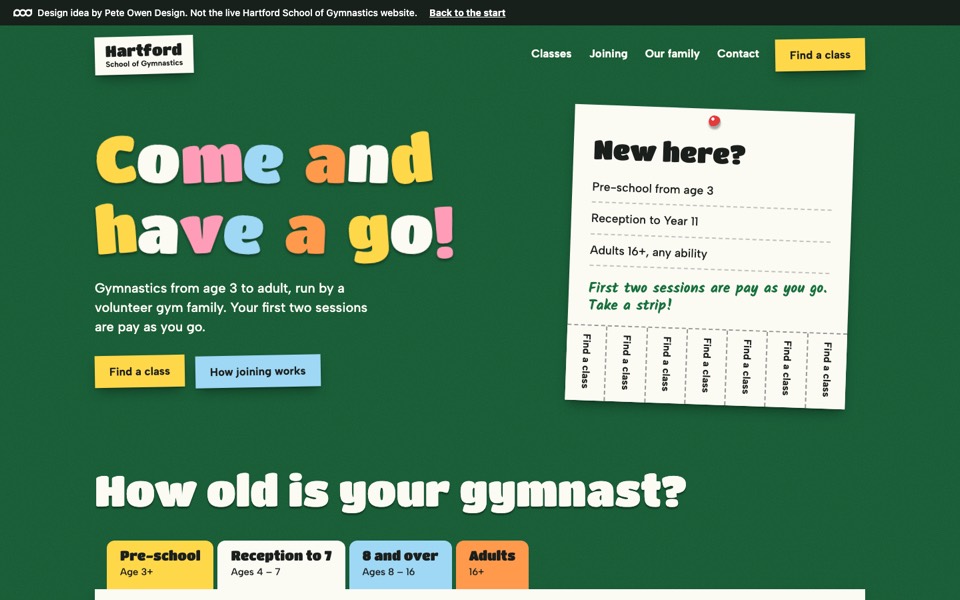 Design idea by Pete Owen Design. Not the live Hartford School of Gymnastics website. Back to the start
Hartford
School of Gymnastics
Classes Joining Our family Contact Find a class
Come and
have a go!
Gymnastics from age 3 to adult, run by a
volunteer gym family. Your first two sessions
are pay as you go.
Find a class How joining works
New here?
Pre-school from age 3
Reception to Year 11
Adults 16+, any ability
First two sessions are pay as you go.
Take a strip!
Find a class
Find a class
Find a class
Find a class
Find a class
Find a class
Find a class
How old is your gymnast?
Pre-school
Age 3+
Reception to 7
Ages 4 – 7
8 and over
Ages 8 – 16
Adults
16+